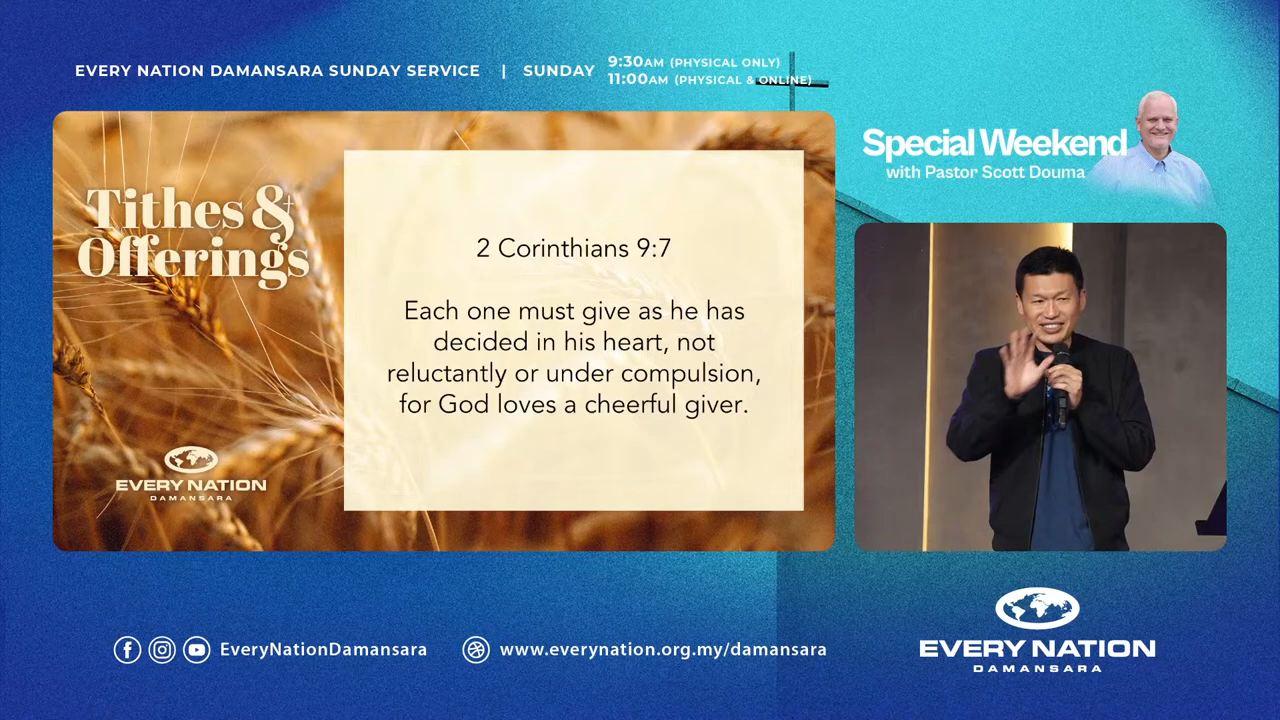 EVERY NATION DAMANSARA SUNDAY SERVICE | SUNDAY
9:30AM (PHYSICAL ONLY)
11:00AM (PHYSICAL & ONLINE)
Special Weekend
with Pastor Scott Douma
Tithes &
Offerings
EVERY NATION
DAMANSARA
2 Corinthians 9:7
Each one must give as he has
decided in his heart, not
reluctantly or under compulsion,
for God loves a cheerful giver.
EveryNationDamansara
www.everynation.org.my/damansara
EVERY NATION
DAMANSARA